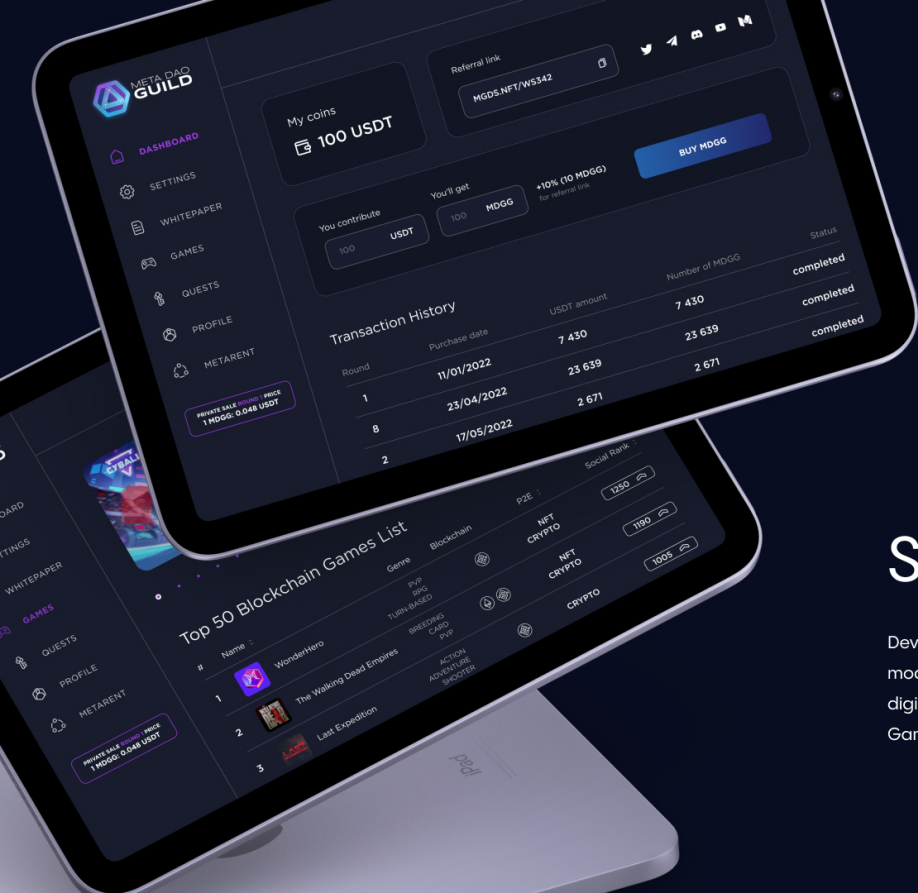 META DAO
GUILD
DASHBOARD
SETTINGS
WHITEPAPER
GAMES
QUESTS
PROFILE
METARENT
PRIVATE SALE ROUND 1 PRICE
1 MDGG: 0.048 USDT
My coins
100 USDT
Referral link
MGDS.NFT/WS342
You contribute
100 USDT
You'll get
100 MDGG
+10% (10 MDGG)
for referral link
BUY MDGG
Transaction History
Round Purchase date USDT amount Number of MDGG Status
1 11/01/2022 7 430 7 430 completed
8 23/04/2022 23 639 23 639 completed
2 17/05/2022 2 671 2 671 completed
WHITEPAPER
GAMES
QUESTS
PROFILE
METARENT
PRIVATE SALE ROUND 1 PRICE
1 MDGG: 0.048 USDT
Top 50 Blockchain Games List
# Name : Genre Blockchain P2E : Social Rank :
1 WonderHero
PVP
RPG
TURN-BASED
NFT
CRYPTO
1250
2 The Walking Dead Empires
BREEDING
CARD
PVP
NFT
CRYPTO
1190
3 Last Expedition
ACTION
ADVENTURE
SHOOTER
CRYPTO
1005
iPad